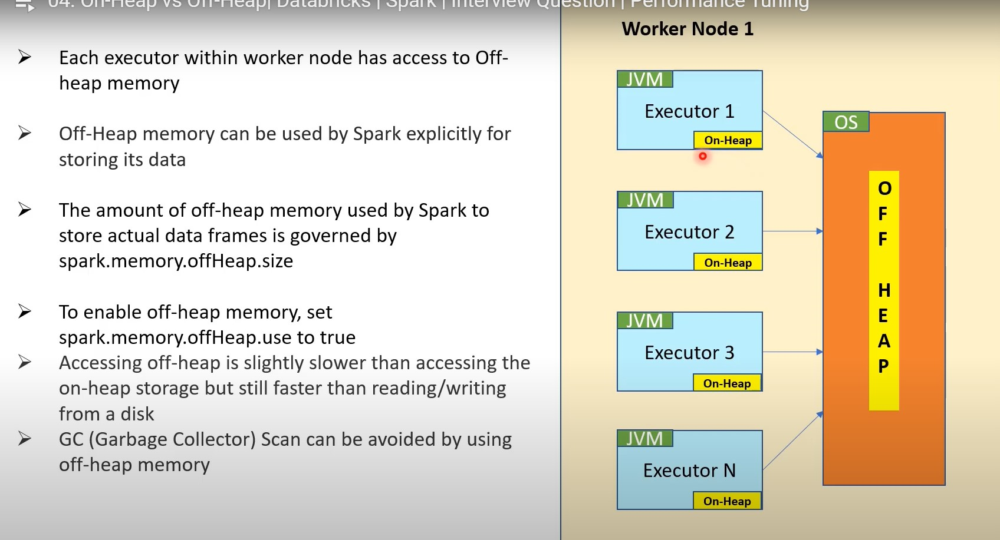 04. On-Heap vs Off-Heap| Databricks | Spark | Interview Question | Performance Tuning
Each executor within worker node has access to Off-
heap memory
Off-Heap memory can be used by Spark explicitly for
storing its data
The amount of off-heap memory used by Spark to
store actual data frames is governed by
spark.memory.offHeap.size
To enable off-heap memory, set
spark.memory.offHeap.use to true
Accessing off-heap is slightly slower than accessing the
on-heap storage but still faster than reading/writing
from a disk
GC (Garbage Collector) Scan can be avoided by using
off-heap memory
Worker Node 1
JVM
Executor 1
On-Heap
JVM
Executor 2
On-Heap
JVM
Executor 3
On-Heap
JVM
Executor N
On-Heap
OS
OFF HEAP